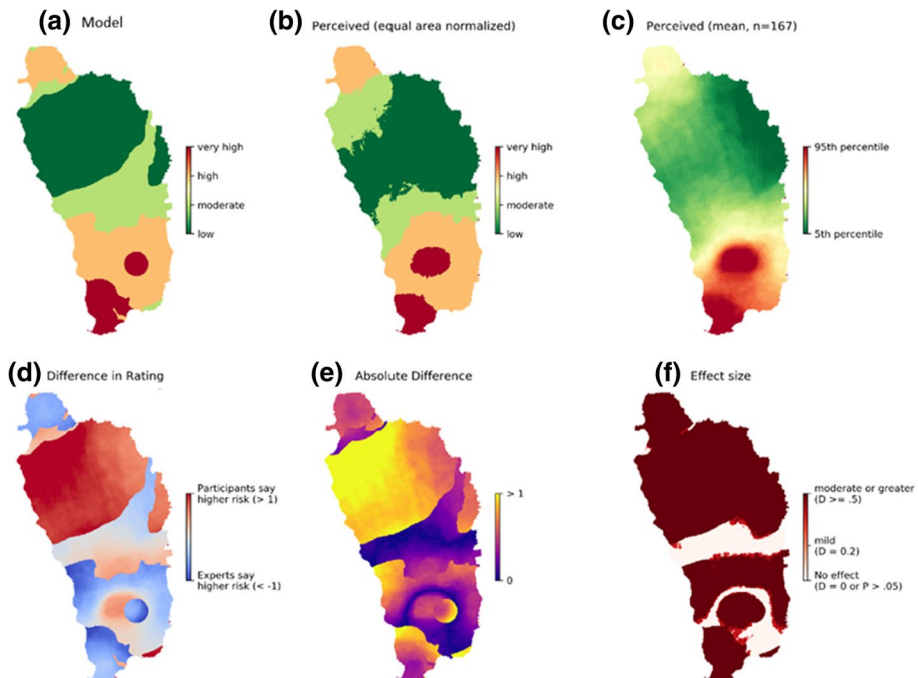 (a) Model
(b) Perceived (equal area normalized)
(c) Perceived (mean, n=167)
very high
high
moderate
low
very high
high
moderate
low
95th percentile
5th percentile
(d) Difference in Rating
(e) Absolute Difference
(f) Effect size
Participants say
higher risk (> 1)
Experts say
higher risk (< -1)
> 1
0
moderate or greater
(D >= .5)
mild
(D = 0.2)
No effect
(D = 0 or P > .05)